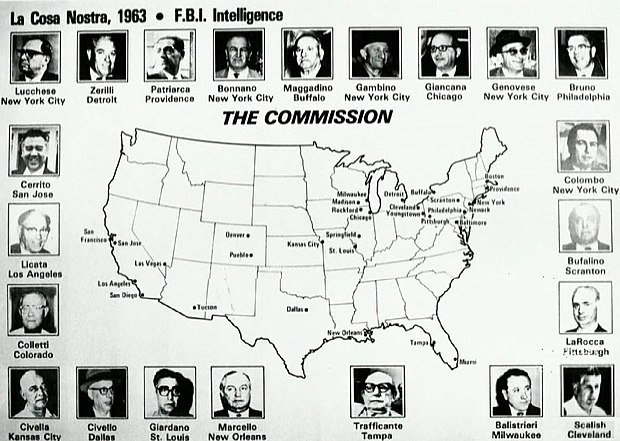 La Cosa Nostra, 1963 • F.B.I. Intelligence
Lucchese
New York City
Zerilli
Detroit
Patriarca
Providence
Bonnano
New York City
Maggadino
Buffalo
Gambino
New York City
Giancana
Chicago
Genovese
New York City
Bruno
Philadelphia
THE COMMISSION
Cerrito
San Jose
Colombo
New York City
Liceta
Los Angeles
Bufalino
Scranton
Colletti
Colorado
LaRocca
Pittsburgh
San
Francisco
San Jose
Las Vegas
Los Angeles
San Diego
Tucson
Denver
Pueblo
Dallas
Kansas City
Milwaukee
Madison
Rockford
Chicago
Springfield
St. Louis
Detroit
Cleveland
Youngstown
Buffalo
Scranton
Philadelphia
Pittsburgh
Boston
Providence
New York
Newark
Baltimore
New Orleans
Tampa
Miami
Civella
Kansas City
Civello
Dallas
Giardano
St. Louis
Marcello
New Orleans
Trafficante
Tampa
Balistrieri
Milwaukee
Scalish
Cleveland